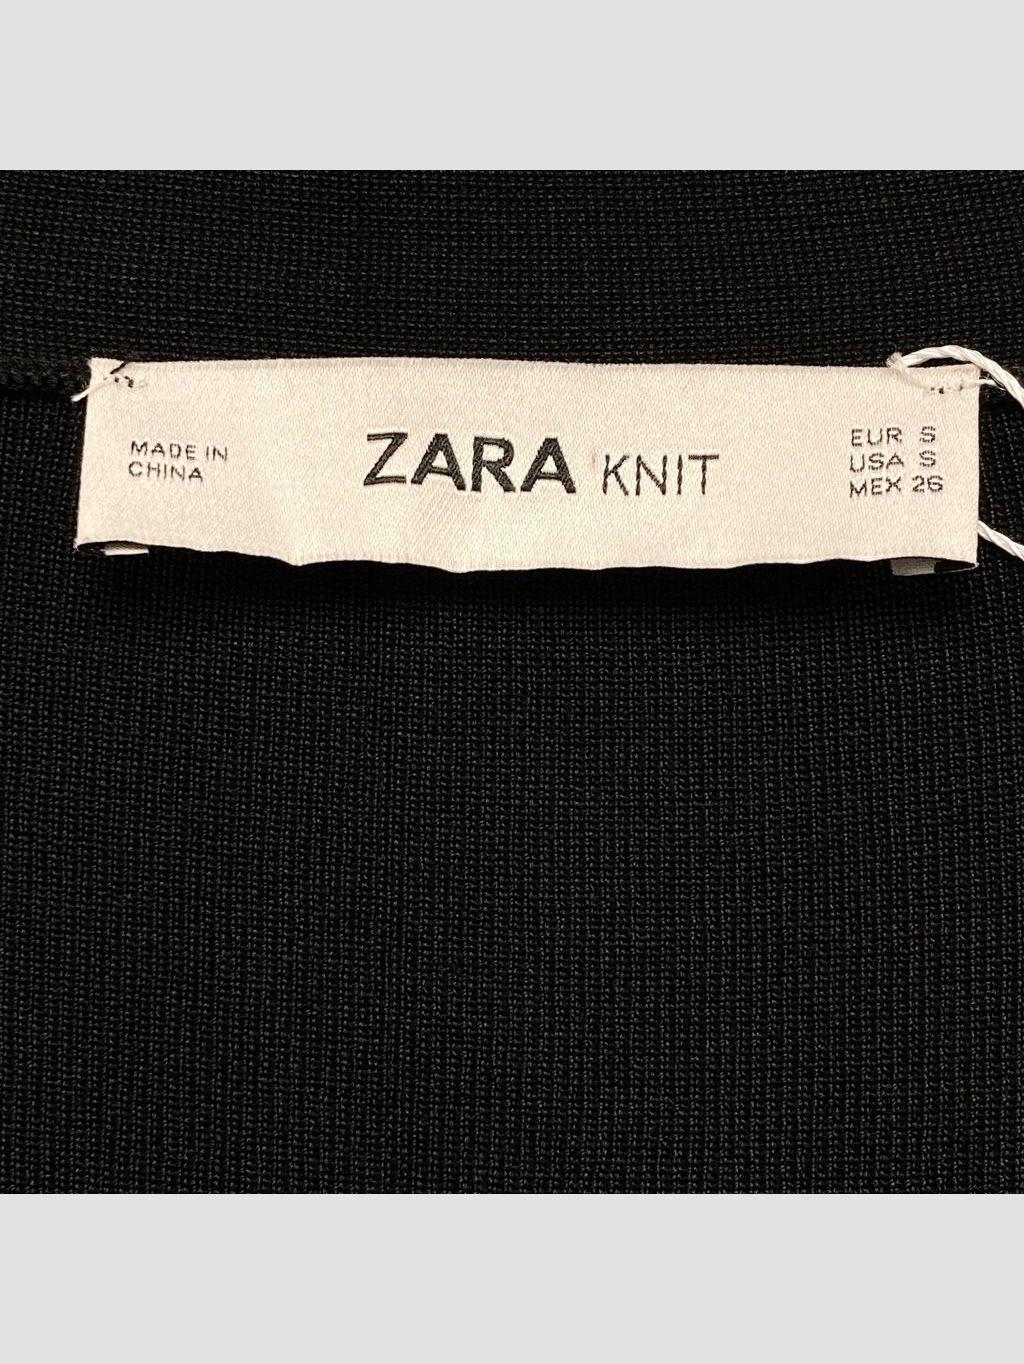 MADE IN
CHINA
ZARA KNIT
EUR S
USA S
MEX 26